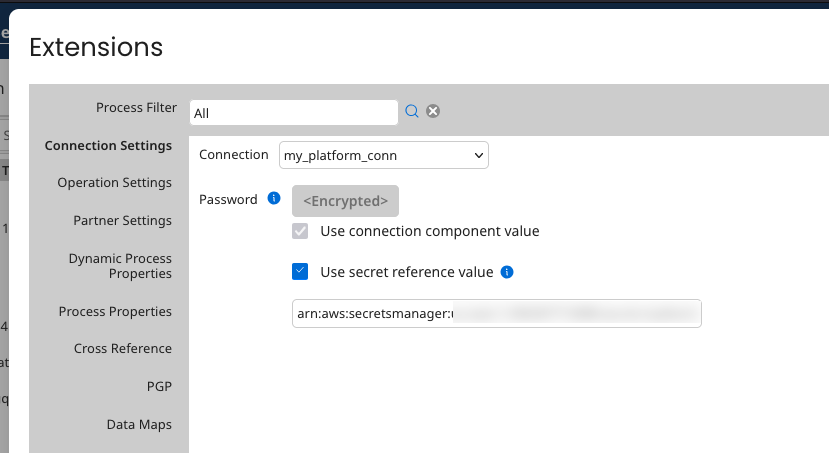 Extensions
Process Filter
All
Connection Settings
Connection
my_platform_conn
Operation Settings
Password
<Encrypted>
Partner Settings
Use connection component value
Dynamic Process
Properties
Use secret reference value
Process Properties
arn:aws:secretsmanager:
Cross Reference
PGP
Data Maps